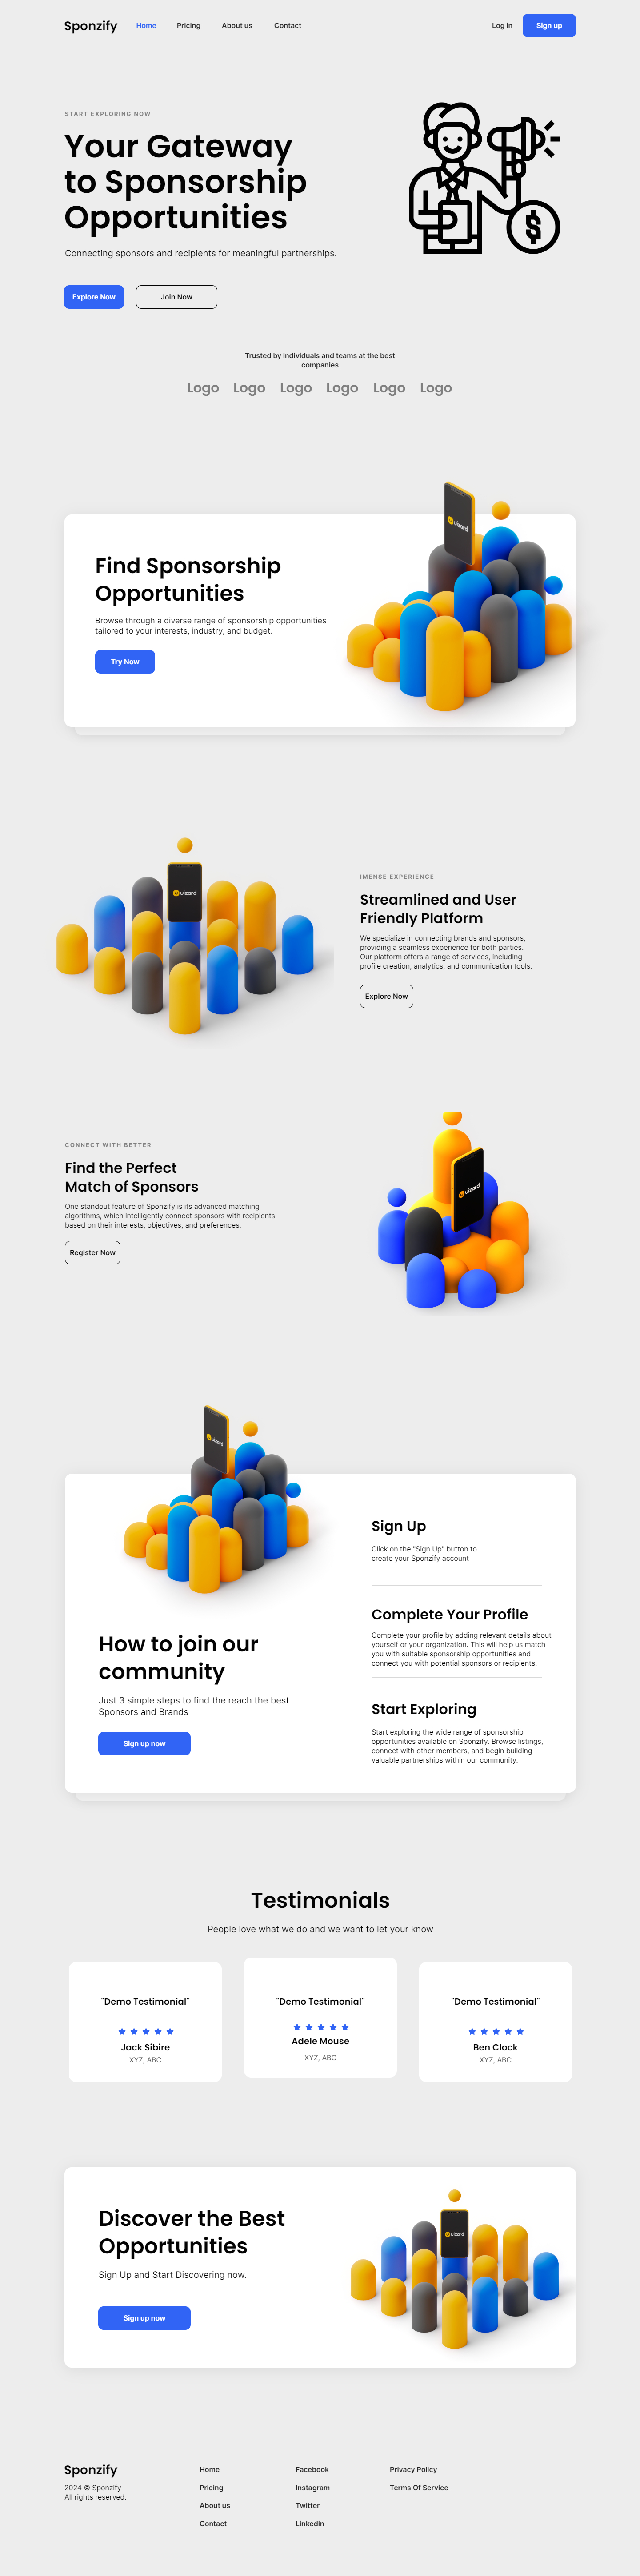 Sponzify
Home
Pricing
About us
Contact
Log in
Sign up
START EXPLORING NOW
Your Gateway
to Sponsorship
Opportunities
Connecting sponsors and recipients for meaningful partnerships.
Explore Now
Join Now
$
Trusted by individuals and teams at the best
companies
Logo
Logo
Logo
Logo
Logo
Logo
Find Sponsorship
Opportunities
Browse through a diverse range of sponsorship opportunities
tailored to your interests, industry, and budget.
Try Now
uizard
uizard
IMENSE EXPERIENCE
Streamlined and User
Friendly Platform
We specialize in connecting brands and sponsors,
providing a seamless experience for both parties.
Our platform offers a range of services, including
profile creation, analytics, and communication tools.
Explore Now
CONNECT WITH BETTER
Find the Perfect
Match of Sponsors
One standout feature of Sponzify is its advanced matching
algorithms, which intelligently connect sponsors with recipients
based on their interests, objectives, and preferences.
Register Now
uizard
uizard
How to join our
community
Just 3 simple steps to find the reach the best
Sponsors and Brands
Sign up now
Sign Up
Click on the "Sign Up" button to
create your Sponzify account
Complete Your Profile
Complete your profile by adding relevant details about
yourself or your organization. This will help us match
you with suitable sponsorship opportunities and
connect you with potential sponsors or recipients.
Start Exploring
Start exploring the wide range of sponsorship
opportunities available on Sponzify. Browse listings,
connect with other members, and begin building
valuable partnerships within our community.
Testimonials
People love what we do and we want to let your know
"Demo Testimonial"
Jack Sibire
XYZ, ABC
"Demo Testimonial"
Adele Mouse
XYZ, ABC
"Demo Testimonial"
Ben Clock
XYZ, ABC
Discover the Best
Opportunities
Sign Up and Start Discovering now.
Sign up now
uizard
Sponzify
2024 © Sponzify
All rights reserved.
Home
Pricing
About us
Contact
Facebook
Instagram
Twitter
Linkedin
Privacy Policy
Terms Of Service